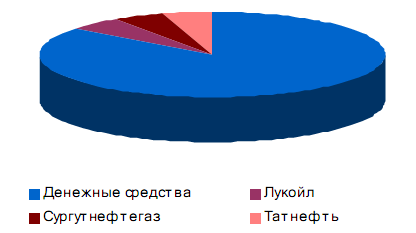 Денежные средства
Лукойл
Сургутнефтегаз
Татнефть